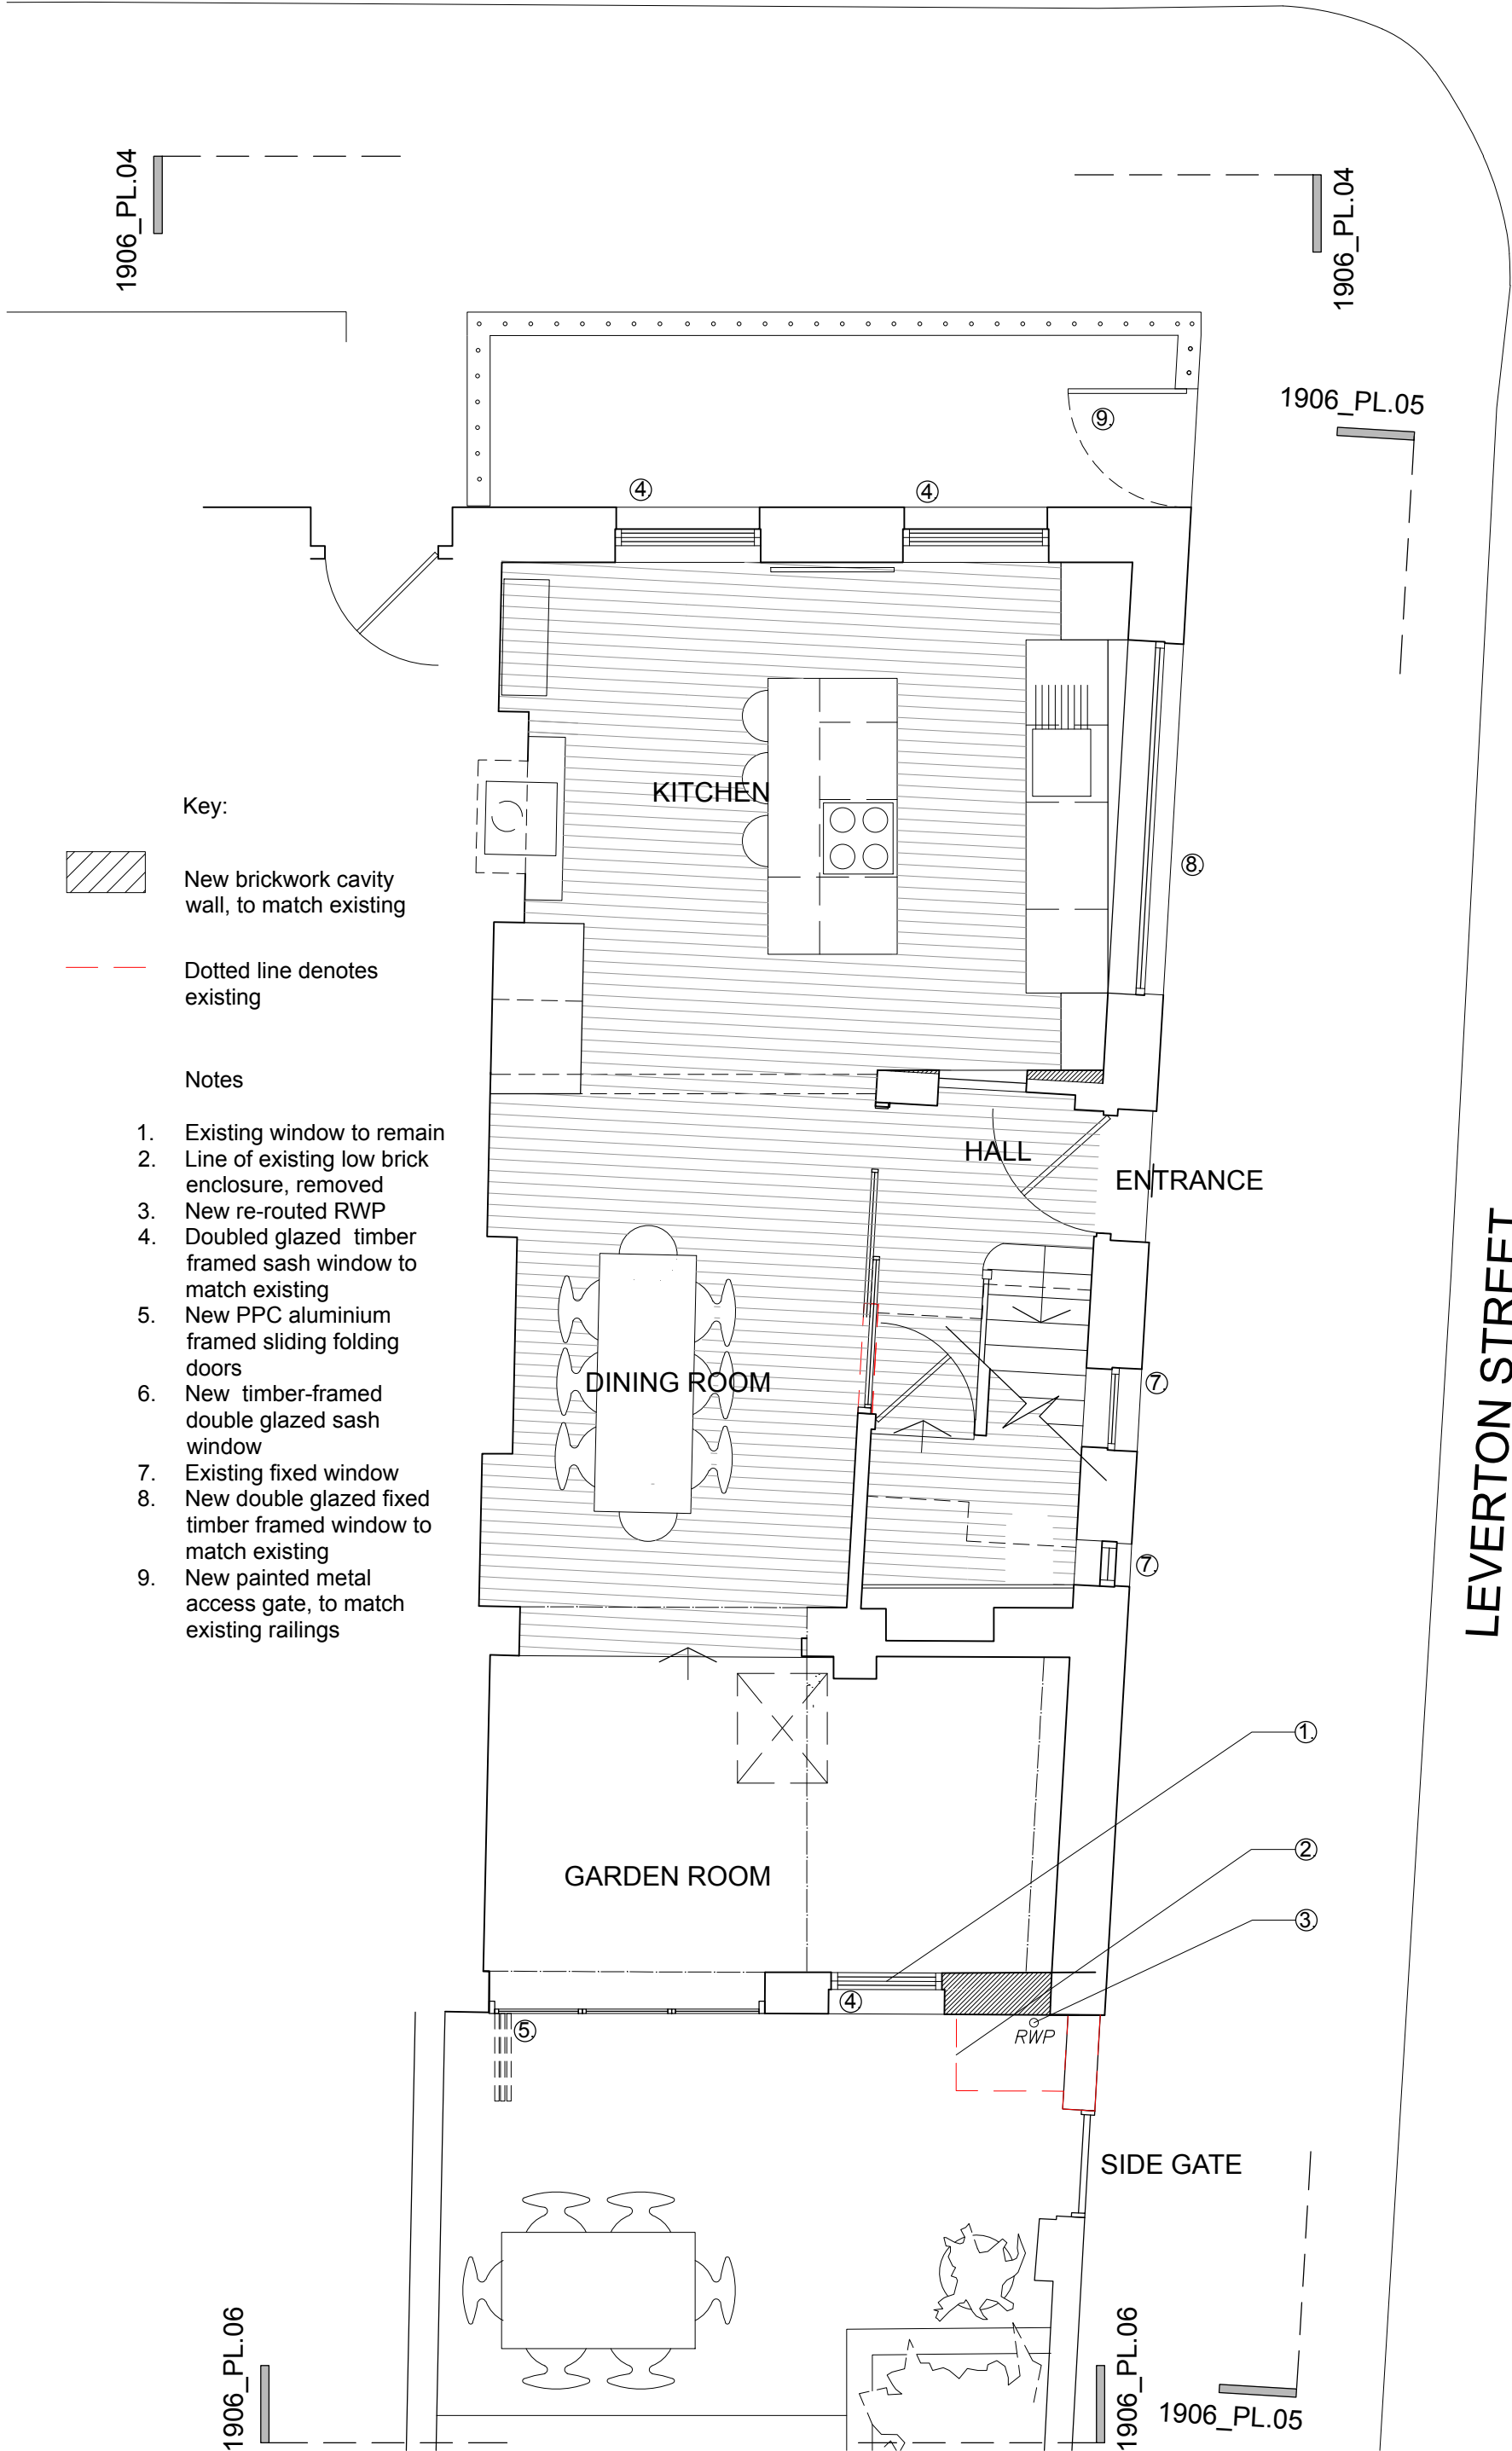 1906_PL.04
1906_PL.04
1906_PL.05
9.
4.
4.
KITCHEN
8.
Key:
New brickwork cavity
wall, to match existing
Dotted line denotes
existing
Notes
1. Existing window to remain
2. Line of existing low brick
enclosure, removed
3. New re-routed RWP
4. Doubled glazed timber
framed sash window to
match existing
5. New PPC aluminium
framed sliding folding
doors
6. New timber-framed
double glazed sash
window
7. Existing fixed window
8. New double glazed fixed
timber framed window to
match existing
9. New painted metal
access gate, to match
existing railings
HALL
ENTRANCE
LEVERTON STREET
DINING ROOM
7.
7.
1.
2.
GARDEN ROOM
3.
4.
5.
RWP
SIDE GATE
1906_PL.06
1906_PL.06
1906_PL.05